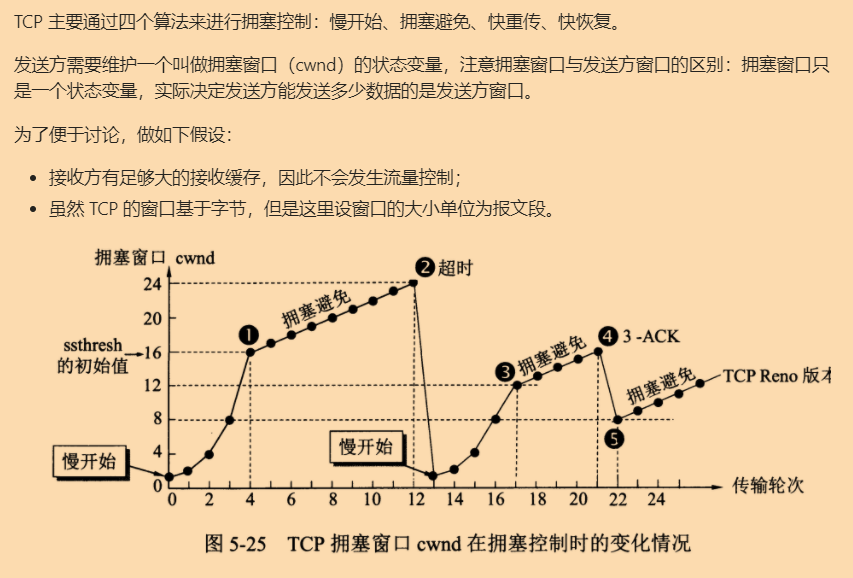 TCP 主要通过四个算法来进行拥塞控制：慢开始、拥塞避免、快重传、快恢复。
发送方需要维护一个叫做拥塞窗口（cwnd）的状态变量，注意拥塞窗口与发送方窗口的区别：拥塞窗口只
是一个状态变量，实际决定发送方能发送多少数据的是发送方窗口。
为了便于讨论，做如下假设：
• 接收方有足够大的接收缓存，因此不会发生流量控制；
• 虽然 TCP 的窗口基于字节，但是这里设窗口的大小单位为报文段。
拥塞窗口 cwnd
❷超时
24
拥塞避免
20
❶
ssthresh
的初始值
16
❸
拥塞避免
❹ 3 -ACK
12
拥塞避免
TCP Reno 版本
8
❺
慢开始
4
慢开始
0
0 2 4 6 8 10 12 14 16 18 20 22 24
传输轮次
图 5-25 TCP 拥塞窗口 cwnd 在拥塞控制时的变化情况